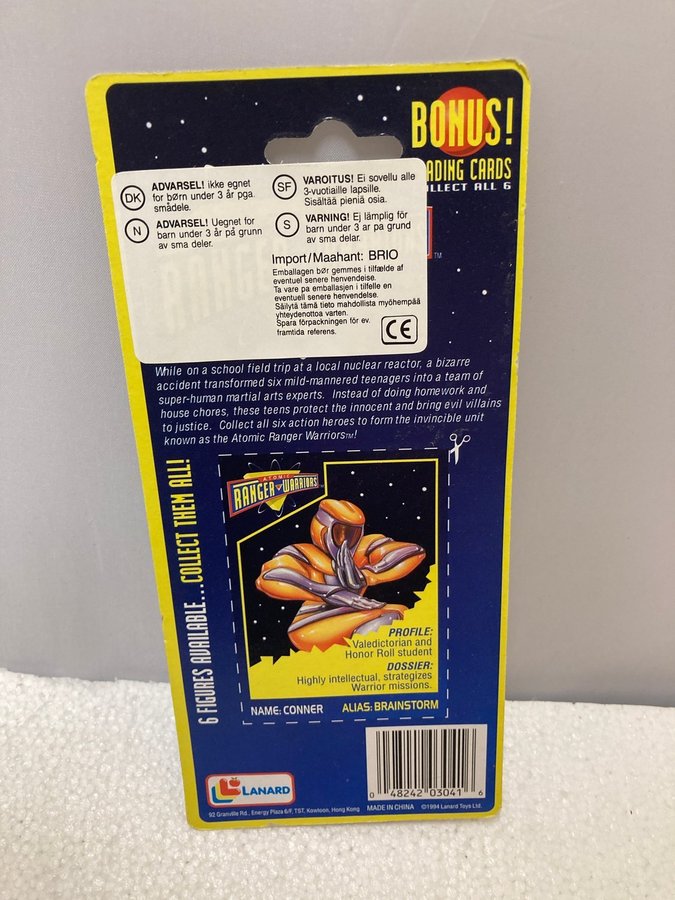 BONUS!
ADING CARDS
LLECT ALL 6
DK
ADVARSEL! ikke egnet
for børn under 3 år pga.
smådele.
N
ADVARSEL! Uegnet for
barn under 3 år på grunn
av sma deler.
SF
VAROITUS! Ei sovellu alle
3-vuotiaille lapsille.
Sisältää pieniä osia.
S
VARNING! Ej lämplig för
barn under 3 ar pa grund
av sma delar.
Import/Maahant: BRIO
Emballagen bør gemmes i tilfælde af
eventuel senere henvendelse.
Ta vare pa emballasjen i tilfelle en
eventuell senere henvendelse.
Säilytä tämä tieto mahdollista myöhempää
yhteydenottoa varten.
Spara förpackningen för ev.
framtida referens.
CE
TM
While on a school field trip at a local nuclear reactor, a bizarre
accident transformed six mild-mannered teenagers into a team of
super-human martial arts experts. Instead of doing homework and
house chores, these teens protect the innocent and bring evil villains
to justice. Collect all six action heroes to form the invincible unit
known as the Atomic Ranger Warriors™!
6 FIGURES AVAILABLE...COLLECT THEM ALL!
ATOMIC
RANGER WARRIORS™
PROFILE:
Valedictorian and
Honor Roll student
DOSSIER:
Highly intellectual, strategizes
Warrior missions.
NAME: CONNER ALIAS: BRAINSTORM
LANARD
92 Granville Rd., Energy Plaza 6/F, TST, Kowloon, Hong Kong
0 48242 03041 6
MADE IN CHINA ©1994 Lanard Toys Ltd.